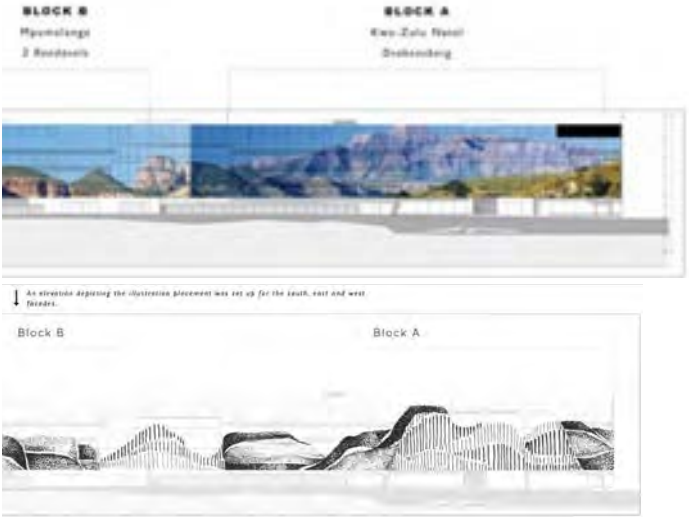 BLOCK B
Mpumalanga
3 Rondavels
BLOCK A
Kwa-Zulu Natal
Drakensberg
An elevation depicting the illustration placement was set up for the south, east and west
facades.
Block B
Block A